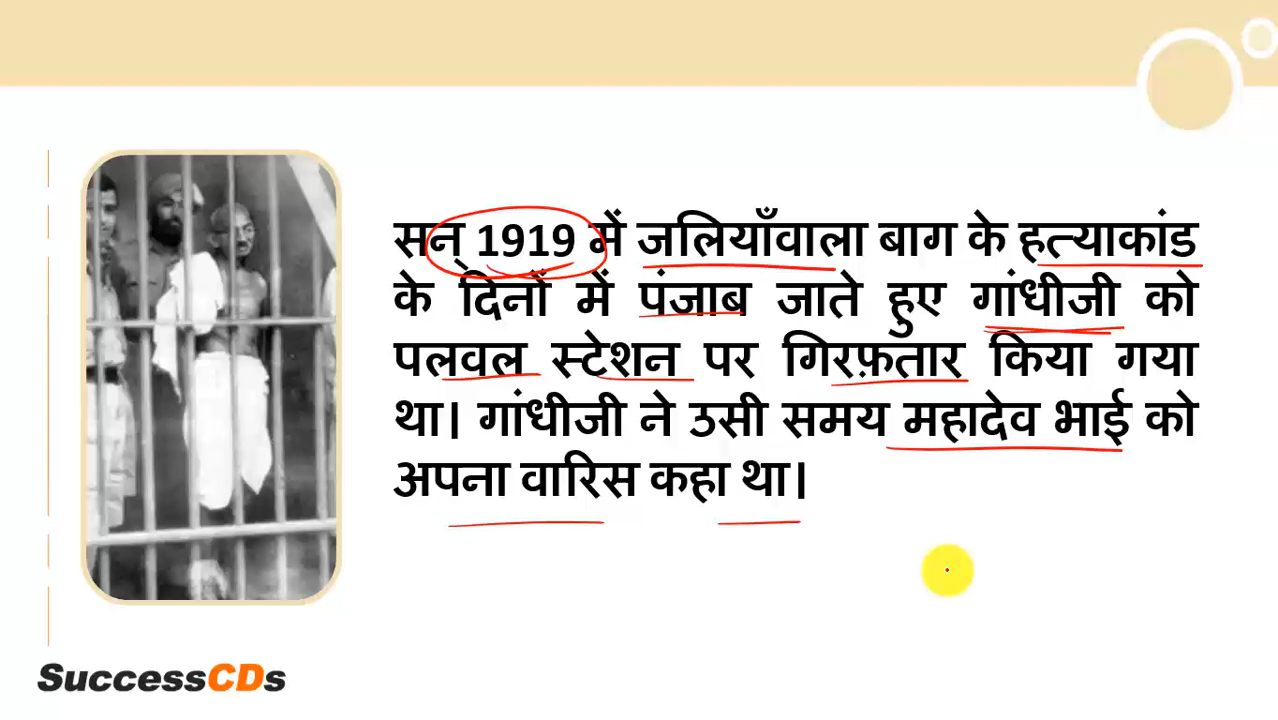 सन् 1919 में जलियाँवाला बाग के हत्याकांड
के दिनों में पंजाब जाते हुए गांधीजी को
पलवल स्टेशन पर गिरफ़तार किया गया
था। गांधीजी ने उसी समय महादेव भाई को
अपना वारिस कहा था।
SuccessCDs